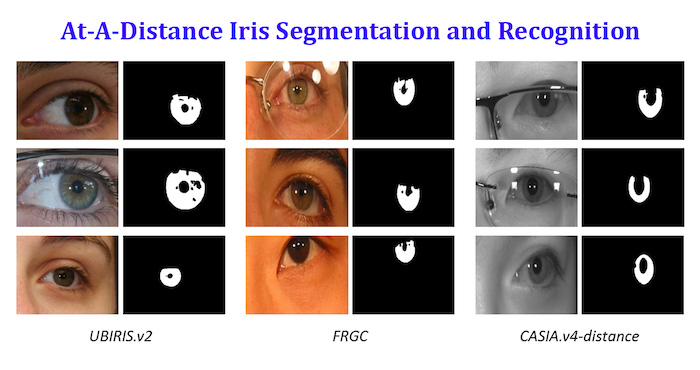 At-A-Distance Iris Segmentation and Recognition
UBIRIS.v2
FRGC
CASIA.v4-distance